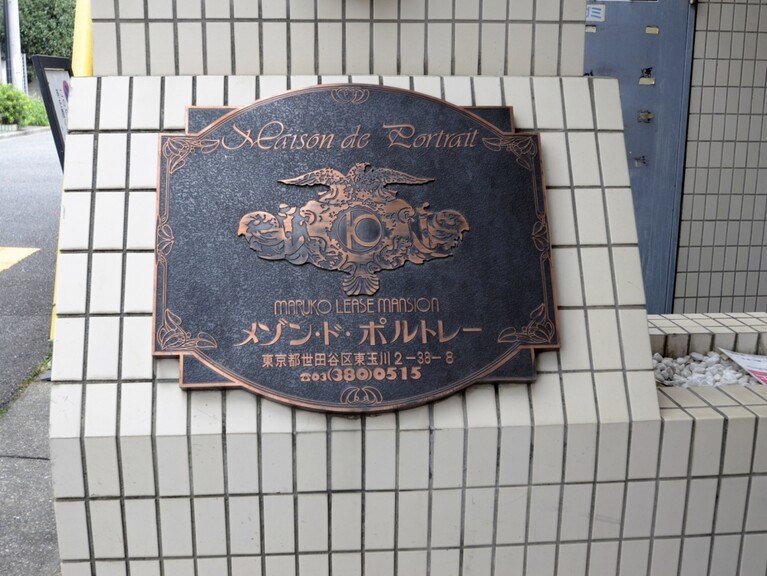 Maison de Portrait
MARUKO LEASE MANSION
メゾン・ド・ポルトレー
東京都世田谷区東玉川2-38-8
☎03(380)0515